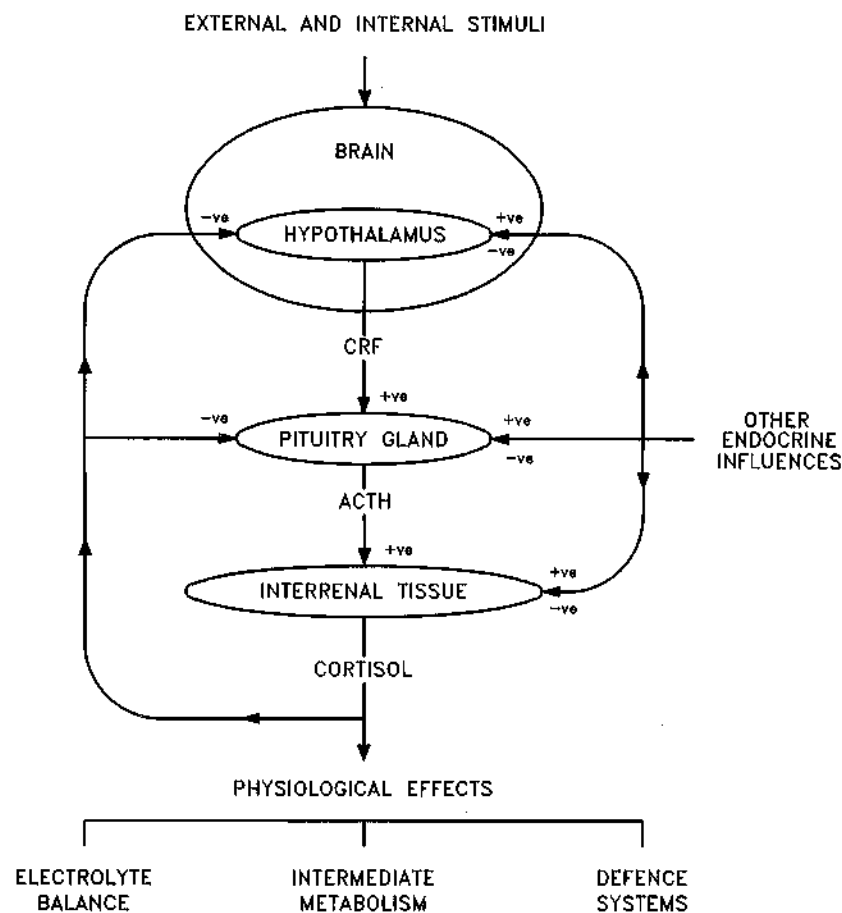 EXTERNAL AND INTERNAL STIMULI
BRAIN
-ve
+ve
HYPOTHALAMUS
-ve
CRF
+ve
-ve
+ve
PITUITRY GLAND
-ve
OTHER
ENDOCRINE
INFLUENCES
ACTH
+ve
+ve
INTERRENAL TISSUE
-ve
CORTISOL
PHYSIOLOGICAL EFFECTS
ELECTROLYTE
BALANCE
INTERMEDIATE
METABOLISM
DEFENCE
SYSTEMS